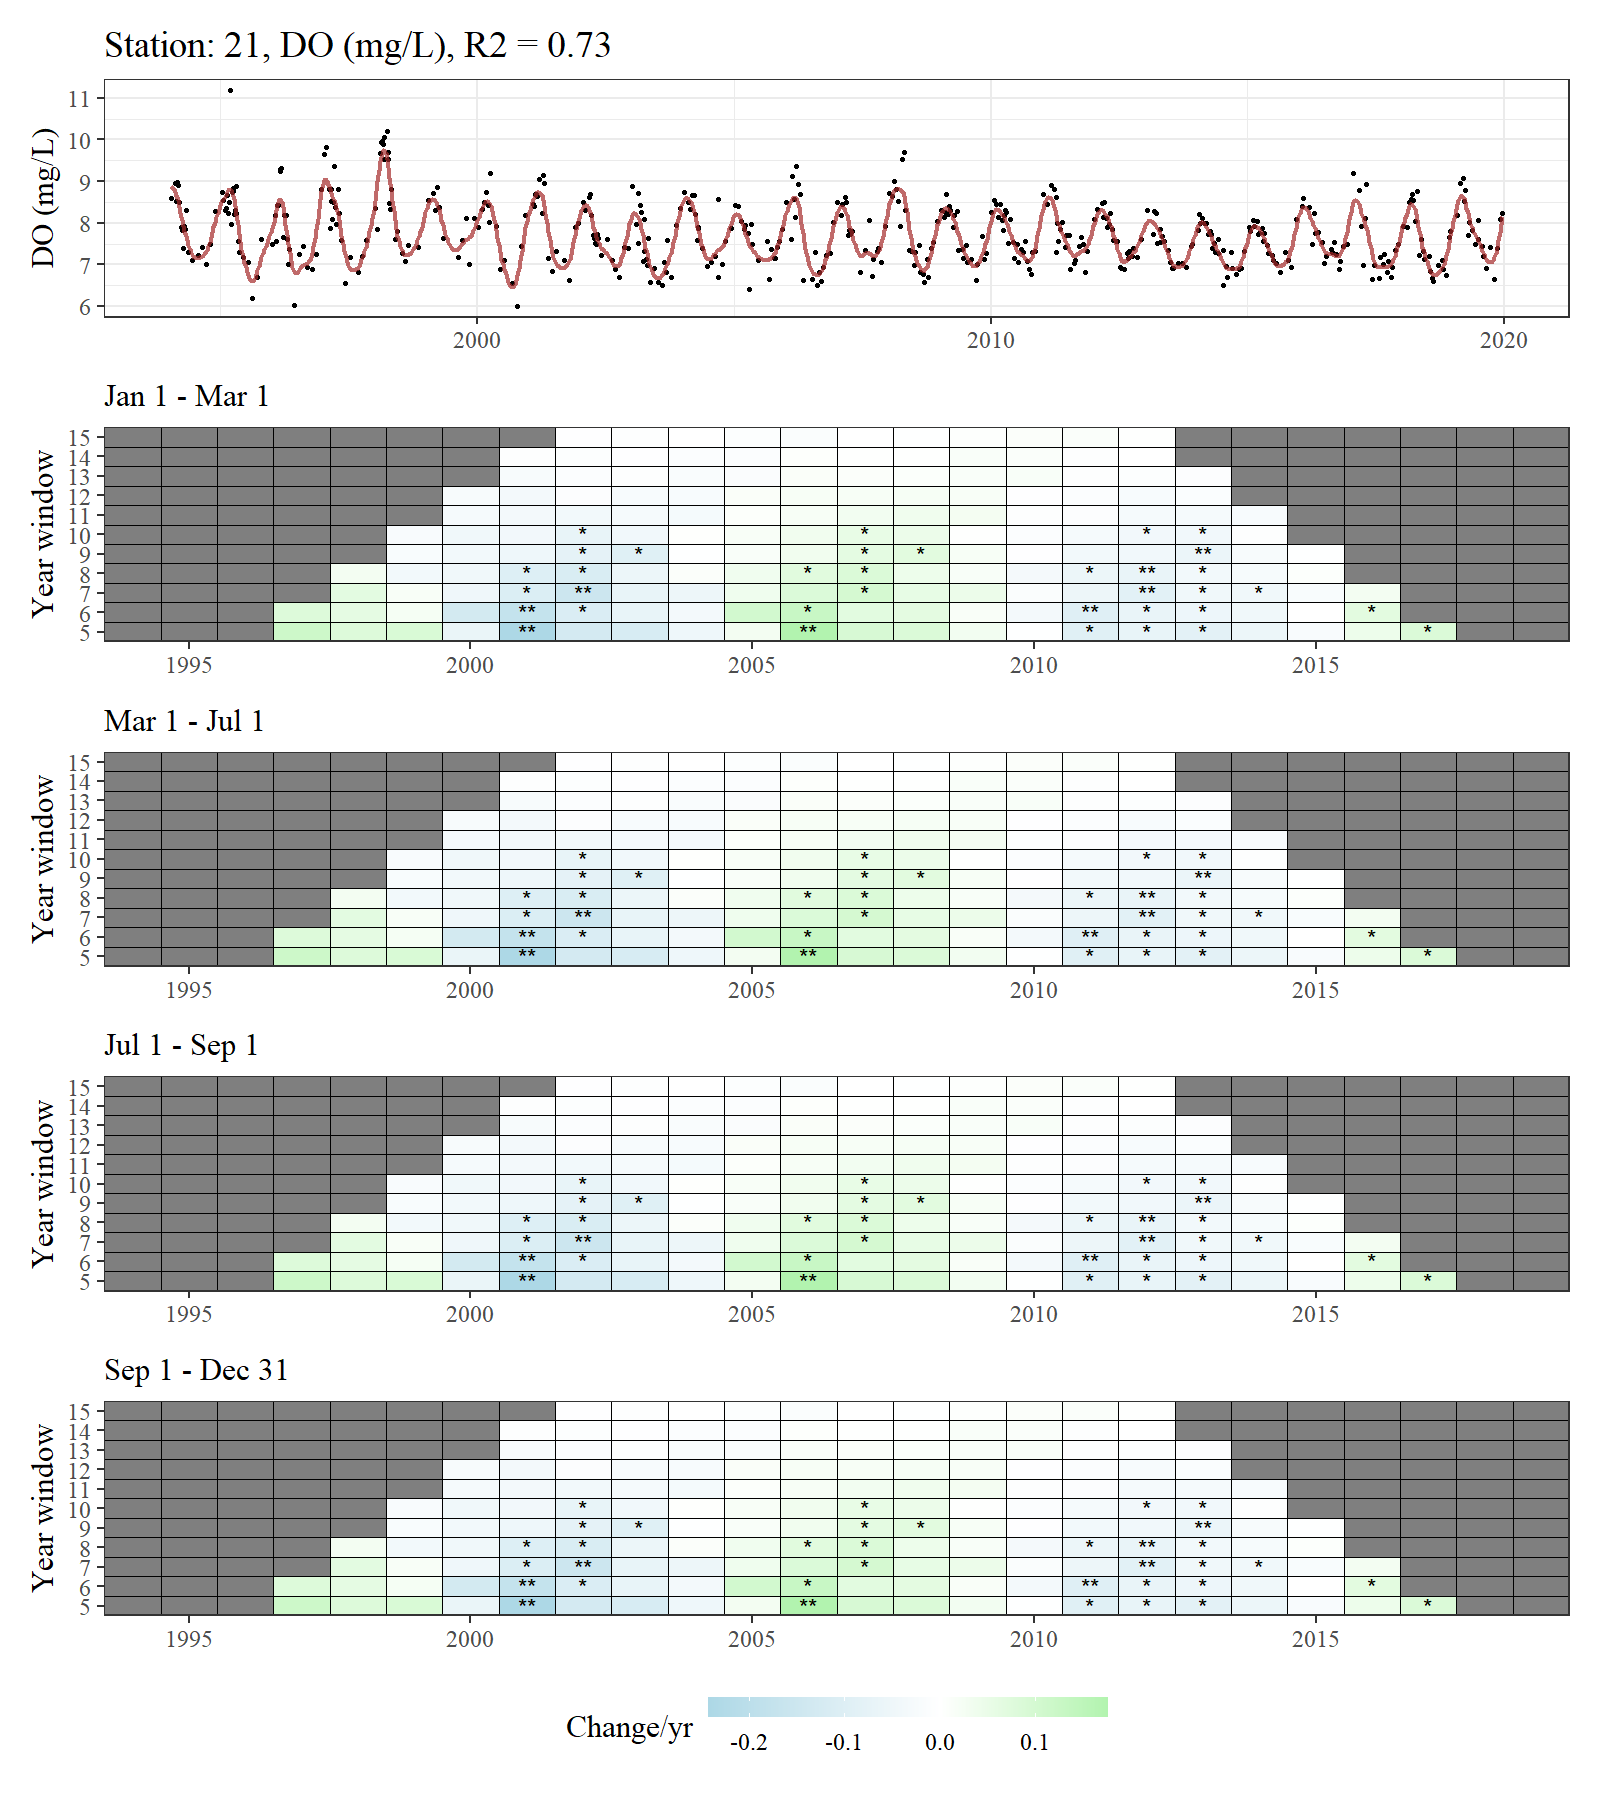 Station: 21, DO (mg/L), R2 = 0.73
DO (mg/L)
11
10
9
8
7
6
2000 2010 2020
Jan 1 - Mar 1
Year window
15
14
13
12
11
10 * * * *
9 * * * * **
8 * * * * * ** *
7 * ** * ** * *
6 ** * * ** * * *
5 ** ** * * * *
1995 2000 2005 2010 2015
Mar 1 - Jul 1
Year window
15
14
13
12
11
10 * * * *
9 * * * * **
8 * * * * * ** *
7 * ** * ** * *
6 ** * * ** * * *
5 ** ** * * * *
1995 2000 2005 2010 2015
Jul 1 - Sep 1
Year window
15
14
13
12
11
10 * * * *
9 * * * * **
8 * * * * * ** *
7 * ** * ** * *
6 ** * * ** * * *
5 ** ** * * * *
1995 2000 2005 2010 2015
Sep 1 - Dec 31
Year window
15
14
13
12
11
10 * * * *
9 * * * * **
8 * * * * * ** *
7 * ** * ** * *
6 ** * * ** * * *
5 ** ** * * * *
1995 2000 2005 2010 2015
Change/yr
-0.2 -0.1 0.0 0.1